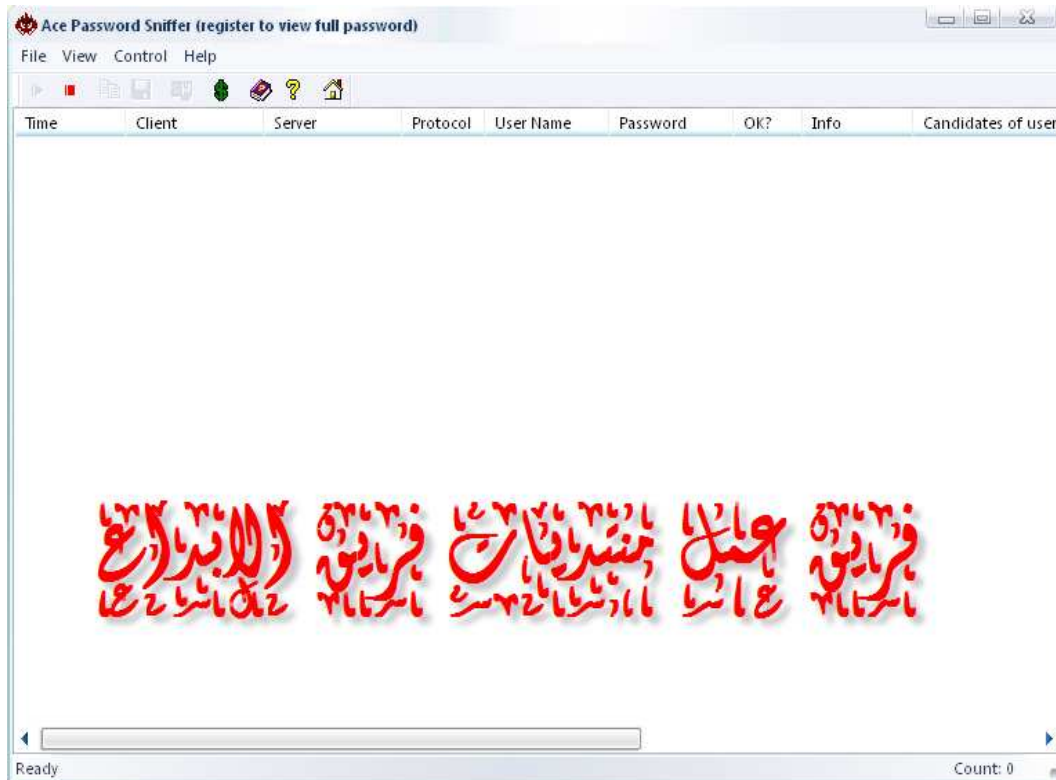 Ace Password Sniffer (register to view full password)
File View Control Help
Time Client Server Protocol User Name Password OK? Info Candidates of user
فريق عمل منتديات فريق الابداع
Ready Count: 0